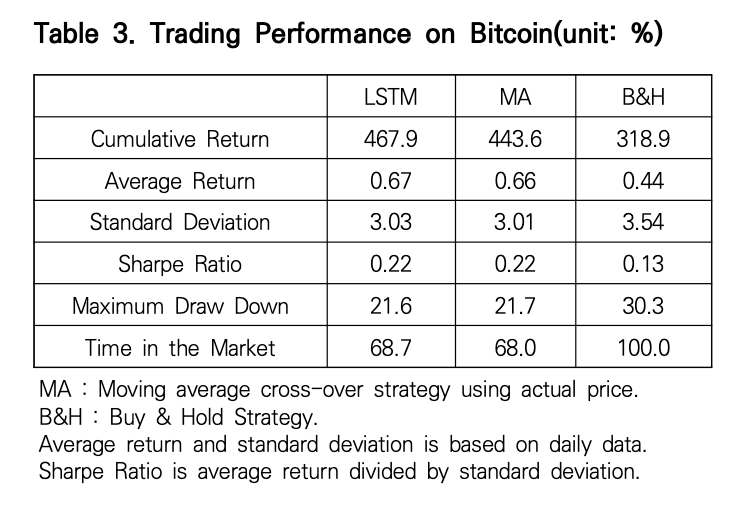 Table 3. Trading Performance on Bitcoin(unit: %)
LSTM MA B&H
Cumulative Return 467.9 443.6 318.9
Average Return 0.67 0.66 0.44
Standard Deviation 3.03 3.01 3.54
Sharpe Ratio 0.22 0.22 0.13
Maximum Draw Down 21.6 21.7 30.3
Time in the Market 68.7 68.0 100.0
MA : Moving average cross-over strategy using actual price.
B&H : Buy & Hold Strategy.
Average return and standard deviation is based on daily data.
Sharpe Ratio is average return divided by standard deviation.